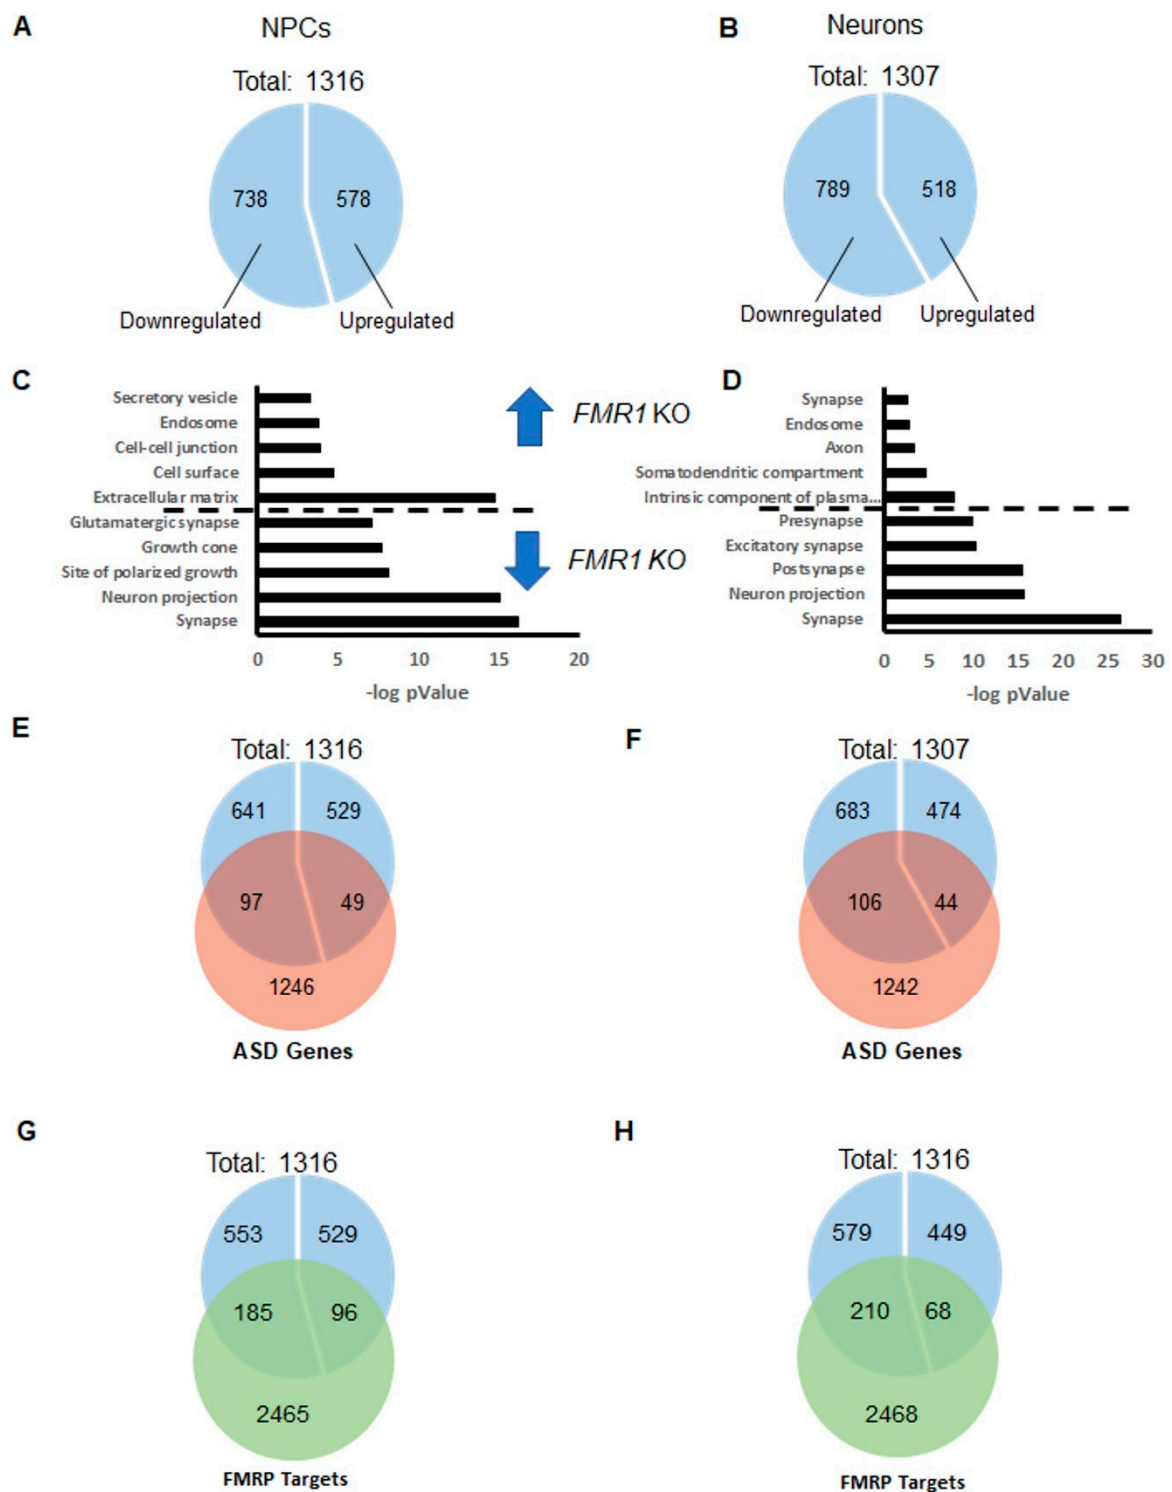 A
NPCs
Total: 1316
738
578
Downregulated
Upregulated
B
Neurons
Total: 1307
789
518
Downregulated
Upregulated
C
Secretory vesicle
Endosome
Cell-cell junction
Cell surface
Extracellular matrix
Glutamatergic synapse
Growth cone
Site of polarized growth
Neuron projection
Synapse
0 5 10 15 20
-log pValue
FMR1 KO
FMR1 KO
D
Synapse
Endosome
Axon
Somatodendritic compartment
Intrinsic component of plasma...
Presynapse
Excitatory synapse
Postsynapse
Neuron projection
Synapse
0 5 10 15 20 25 30
-log pValue
E
Total: 1316
641
529
97
49
1246
ASD Genes
F
Total: 1307
683
474
106
44
1242
ASD Genes
G
Total: 1316
553
529
185
96
2465
FMRP Targets
H
Total: 1316
579
449
210
68
2468
FMRP Targets